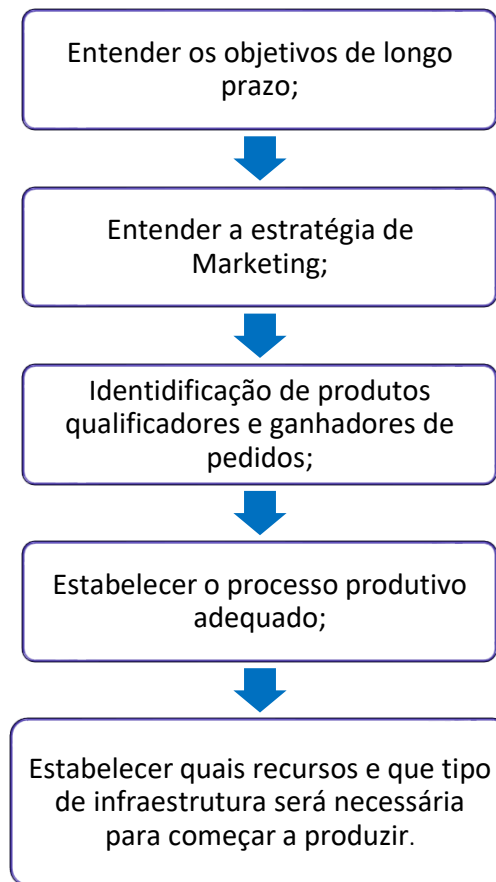 Entender os objetivos de longo
prazo;
Entender a estratégia de
Marketing;
Identidificação de produtos
qualificadores e ganhadores de
pedidos;
Estabelecer o processo produtivo
adequado;
Estabelecer quais recursos e que tipo
de infraestrutura será necessária
para começar a produzir.